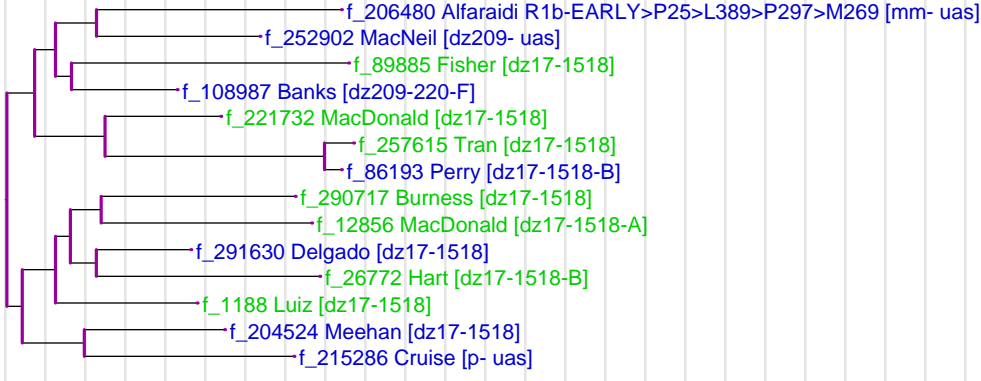 f_206480 Alfaraidi R1b-EARLY>P25>L389>P297>M269 [mm- uas]
f_252902 MacNeil [dz209- uas]
f_89885 Fisher [dz17-1518]
f_108987 Banks [dz209-220-F]
f_221732 MacDonald [dz17-1518]
f_257615 Tran [dz17-1518]
f_86193 Perry [dz17-1518-B]
f_290717 Burness [dz17-1518]
f_12856 MacDonald [dz17-1518-A]
f_291630 Delgado [dz17-1518]
f_26772 Hart [dz17-1518-B]
f_1188 Luiz [dz17-1518]
f_204524 Meehan [dz17-1518]
f_215286 Cruise [p- uas]